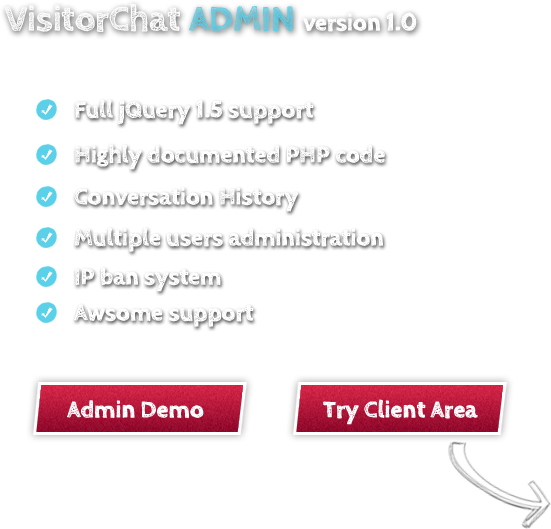 VisitorChat ADMIN version 1.0
Full jQuery 1.5 support
Highly documented PHP code
Conversation History
Multiple users administration
IP ban system
Awsome support
Admin Demo
Try Client Area